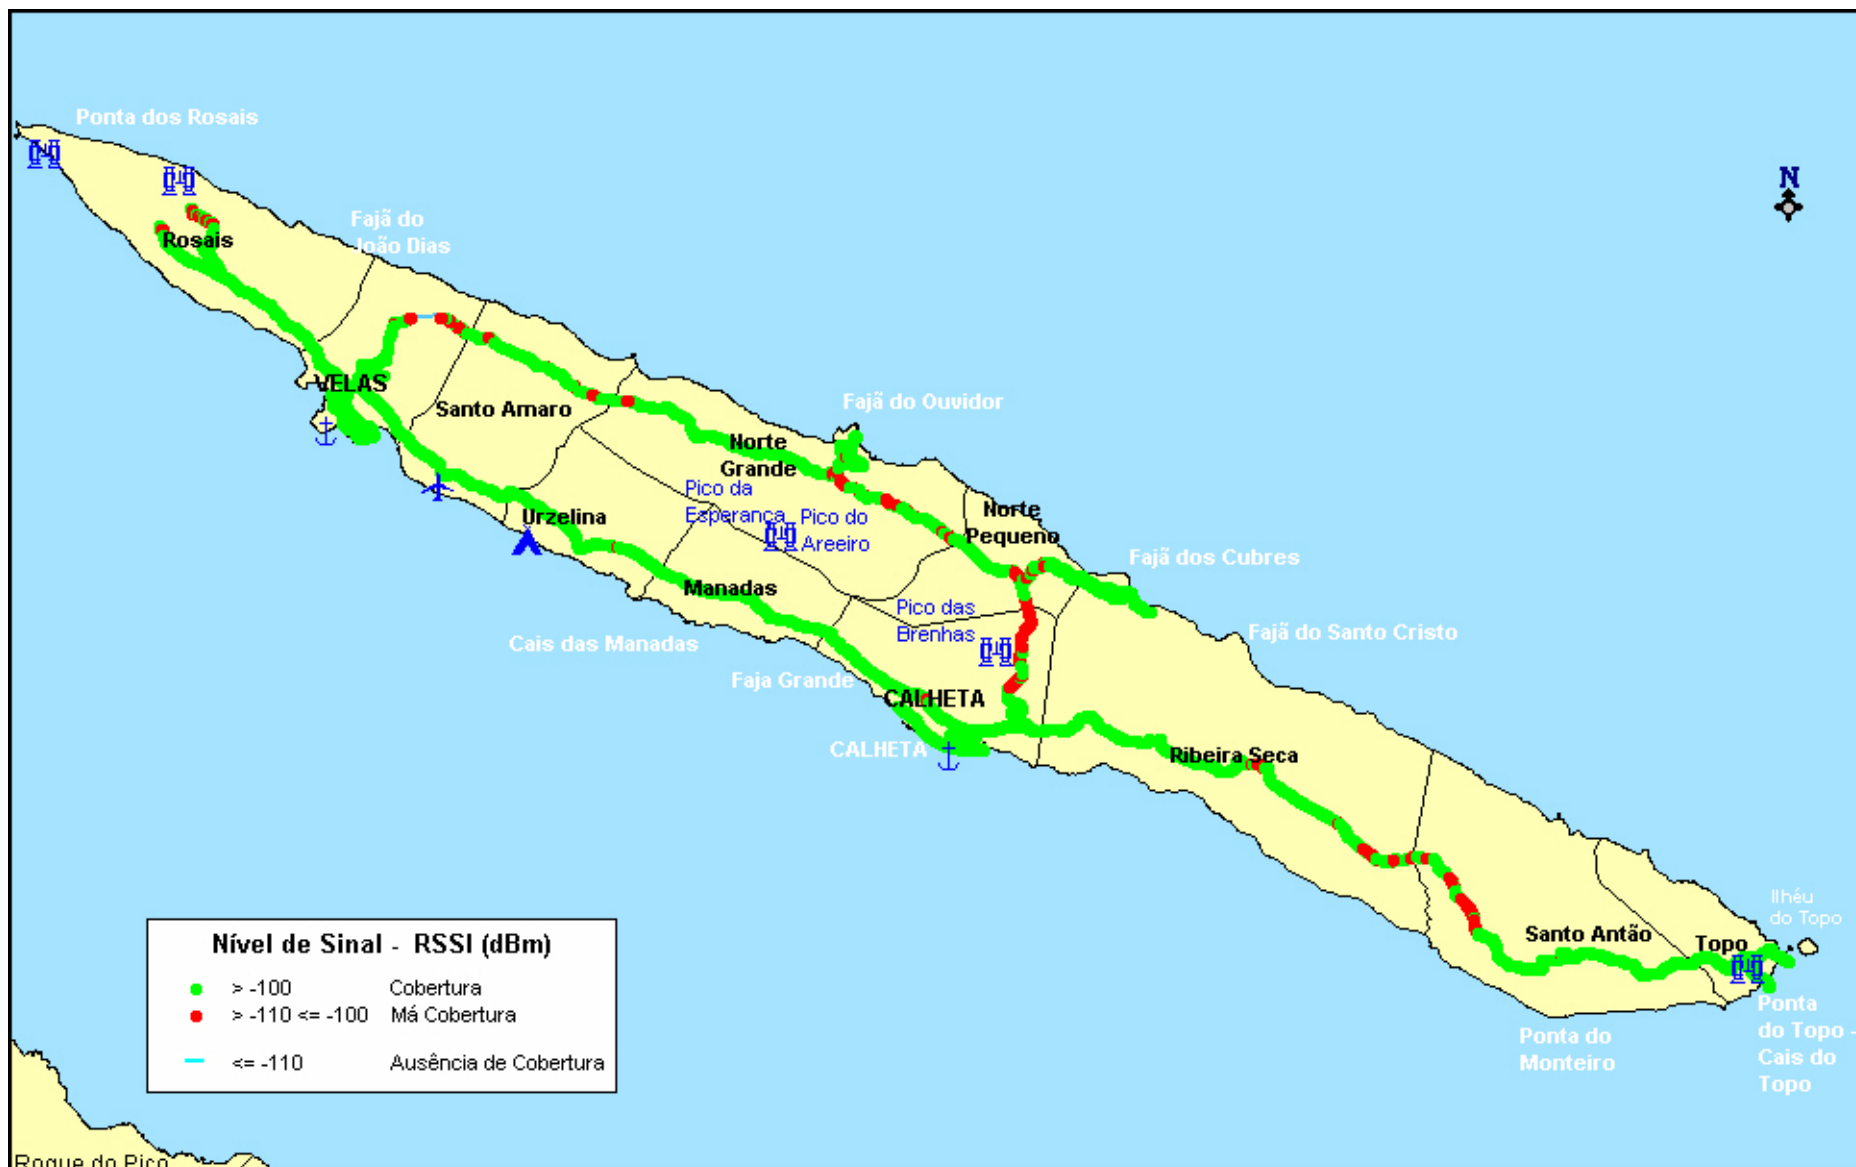 Ponta dos Rosais
N
Fajã do
João Dias
Rosais
VELAS
Santo Amaro
Fajã do Ouvidor
Norte
Grande
Pico da
Esperança
Pico do
Areeiro
Norte
Pequeno
Urzelina
Fajã dos Cubres
Manadas
Pico das
Brenhas
Fajã do Santo Cristo
Cais das Manadas
Faja Grande
CALHETA
CALHETA
Ribeira Seca
Ilhéu
do Topo
Santo Antão
Topo
Ponta
do Topo -
Cais do
Topo
Ponta do
Monteiro
Nível de Sinal - RSSI (dBm)
> -100 Cobertura
> -110 <= -100 Má Cobertura
<= -110 Ausência de Cobertura
Roque do Pico